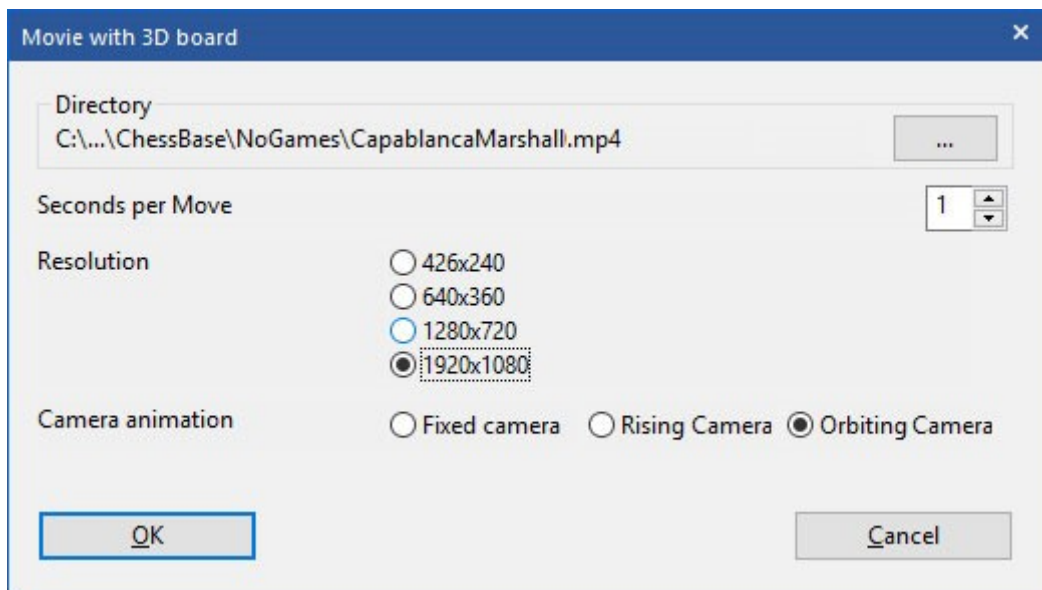 Movie with 3D board
Directory
C:\...\ChessBase\NoGames\CapablancaMarshall\.mp4
...
Seconds per Move 1
Resolution
426x240
640x360
1280x720
1920x1080
Camera animation Fixed camera Rising Camera Orbiting Camera
OK Cancel